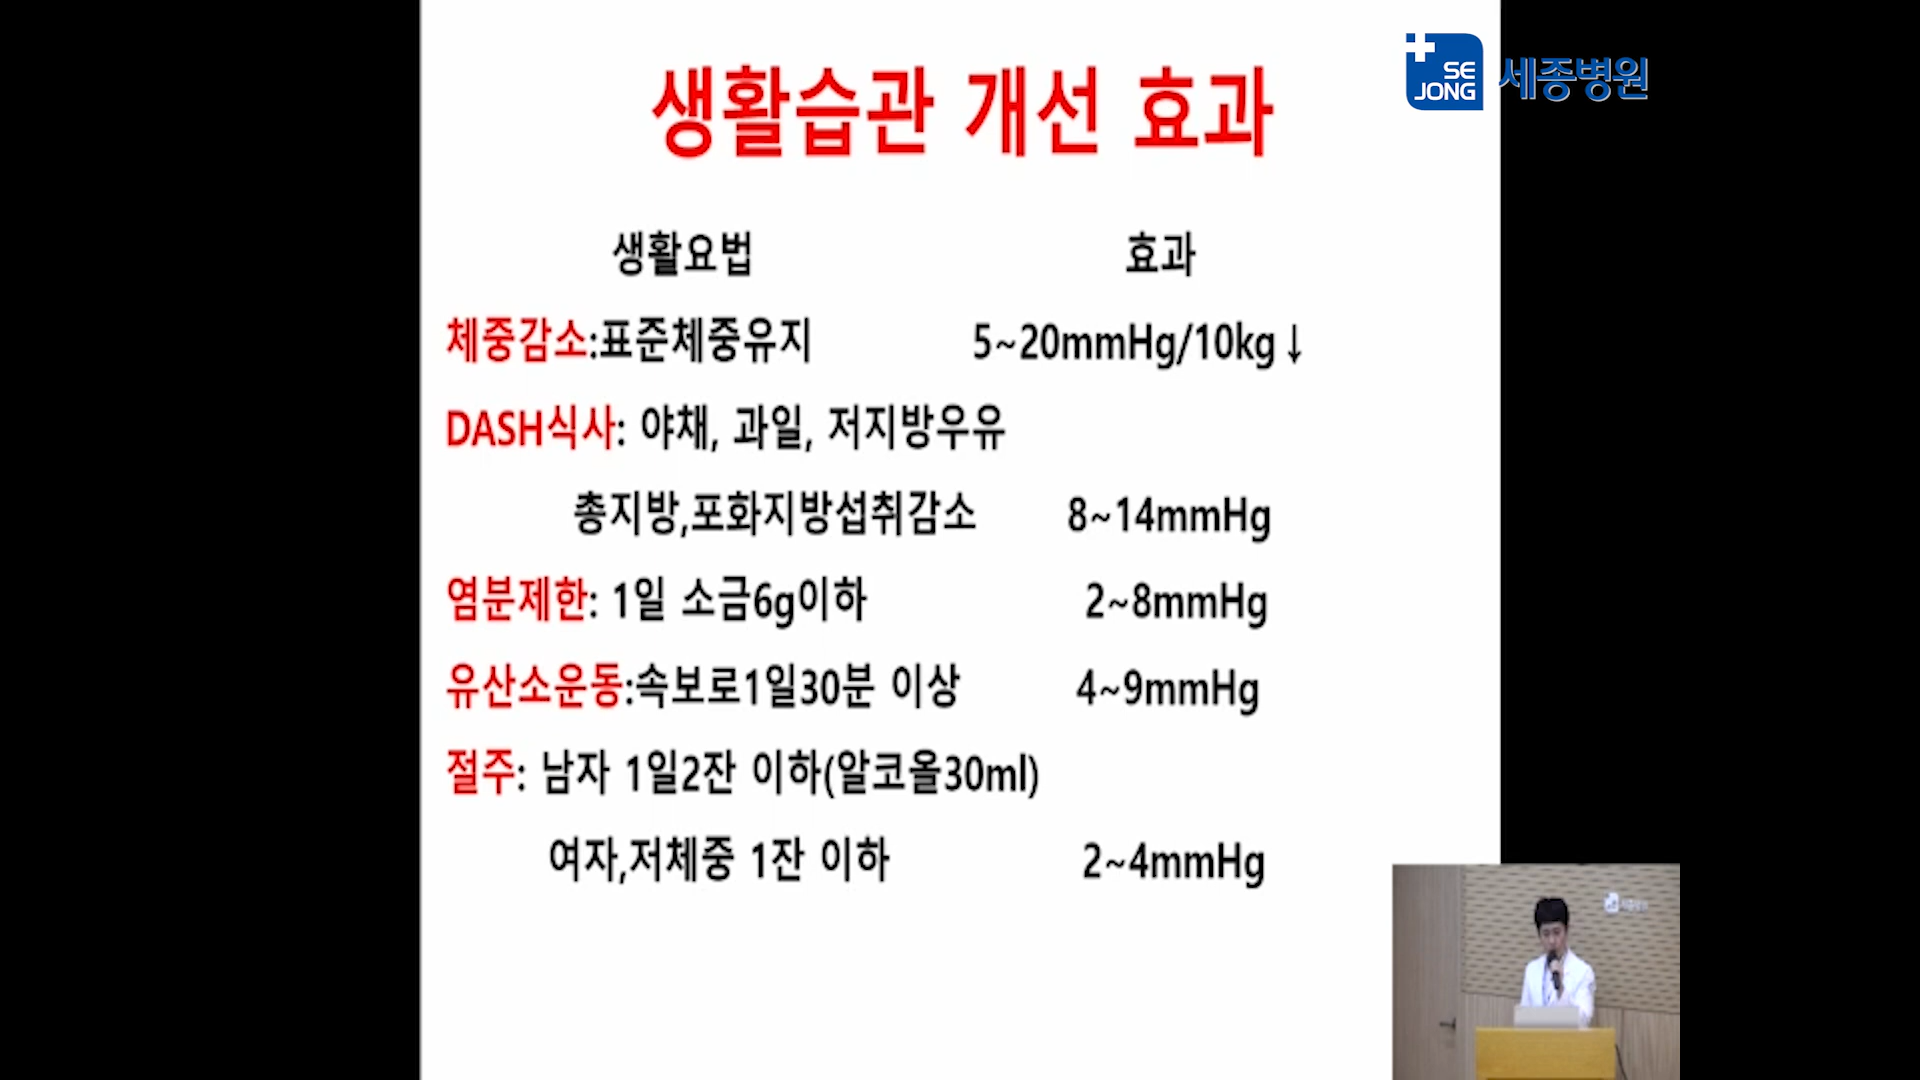 생활습관 개선 효과
SE
JONG
세종병원
생활요법 효과
체중감소:표준체중유지 5~20mmHg/10kg↓
DASH식사: 야채, 과일, 저지방우유
총지방,포화지방섭취감소 8~14mmHg
염분제한: 1일 소금6g이하 2~8mmHg
유산소운동:속보로1일30분 이상 4~9mmHg
절주: 남자 1일2잔 이하(알코올30ml)
여자,저체중 1잔 이하 2~4mmHg